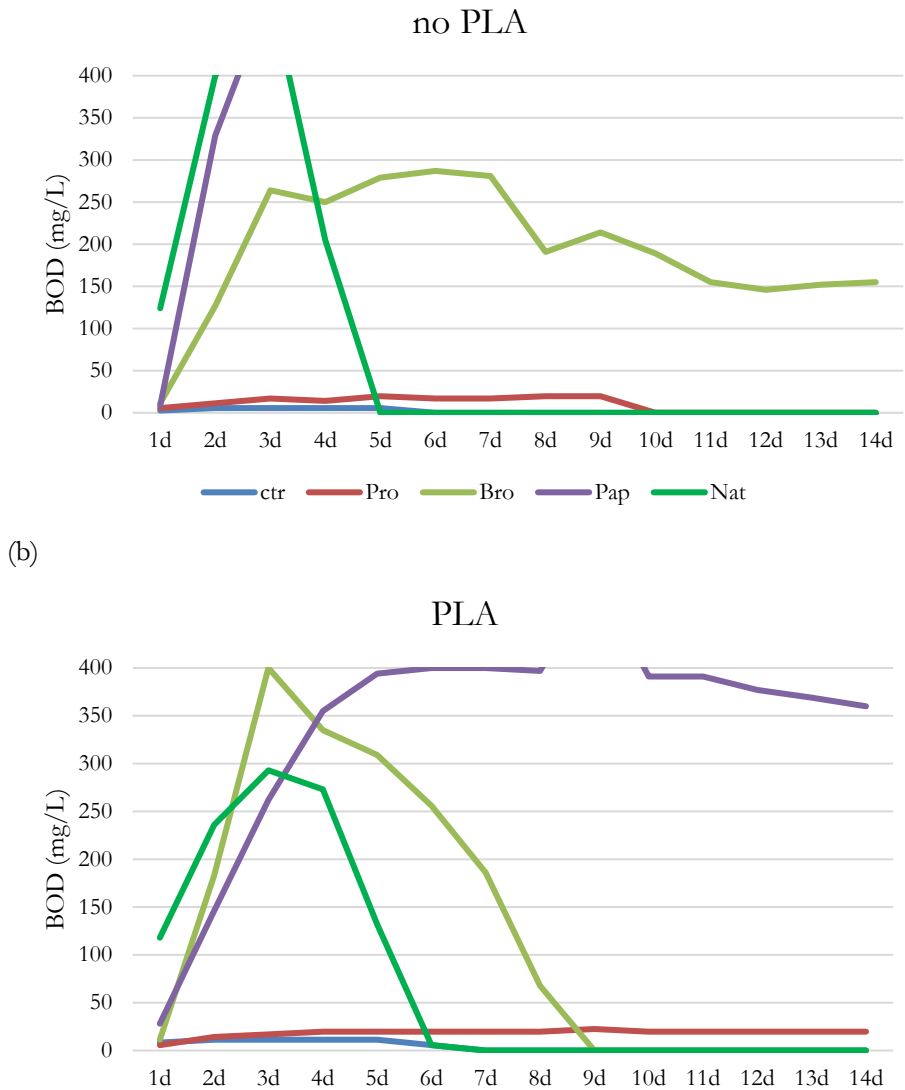 no PLA
400
350
300
250
200
150
100
50
0
BOD (mg/L)
1d 2d 3d 4d 5d 6d 7d 8d 9d 10d 11d 12d 13d 14d
ctr Pro Bro Pap Nat
(b)
PLA
400
350
300
250
200
150
100
50
0
BOD (mg/L)
1d 2d 3d 4d 5d 6d 7d 8d 9d 10d 11d 12d 13d 14d